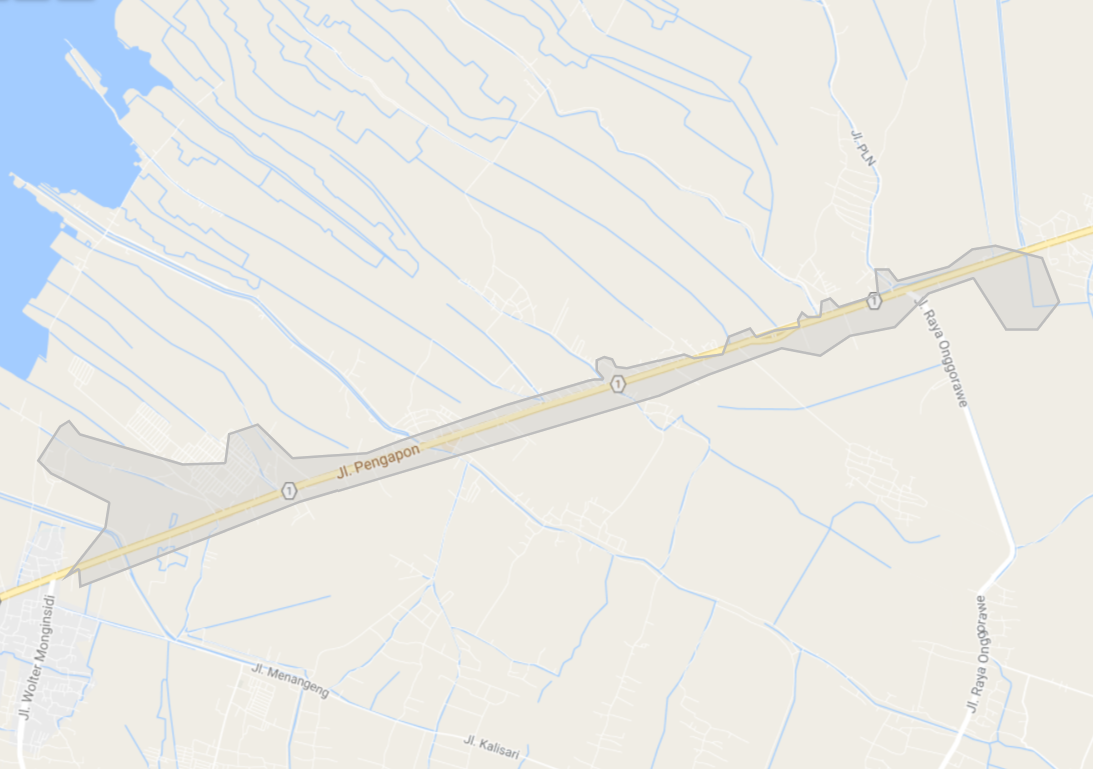 Jl. PLN
1
Jl. Raya Onggorawe
1
Jl. Pengapon
1
Jl. Raya Onggorawe
Jl. Wolter Monginsidi
Jl. Menangeng
Jl. Kalisari